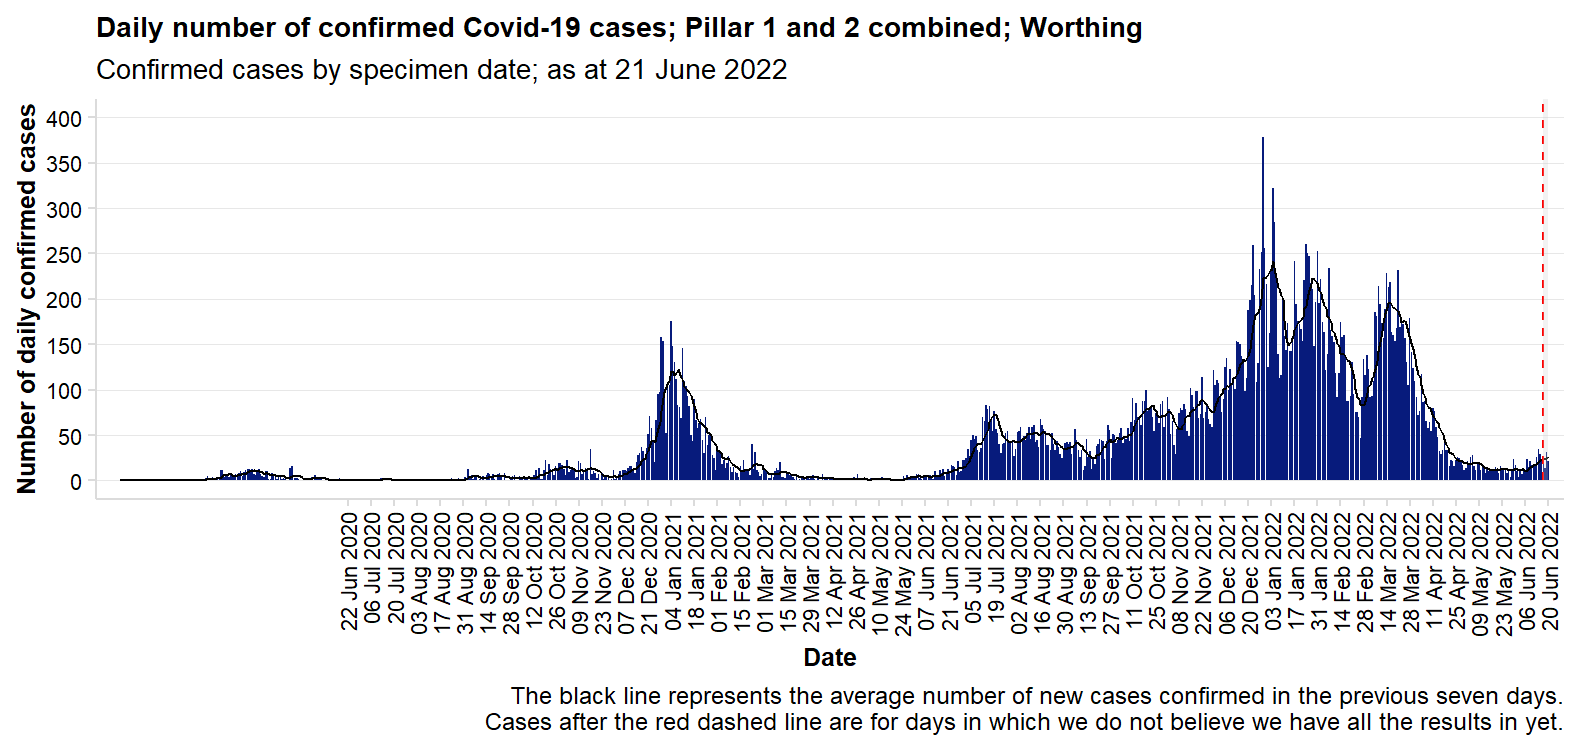 Daily number of confirmed Covid-19 cases; Pillar 1 and 2 combined; Worthing
Confirmed cases by specimen date; as at 21 June 2022
Number of daily confirmed cases
400
350
300
250
200
150
100
50
0
22 Jun 2020
06 Jul 2020
20 Jul 2020
03 Aug 2020
17 Aug 2020
31 Aug 2020
14 Sep 2020
28 Sep 2020
12 Oct 2020
26 Oct 2020
09 Nov 2020
23 Nov 2020
07 Dec 2020
21 Dec 2020
04 Jan 2021
18 Jan 2021
01 Feb 2021
15 Feb 2021
01 Mar 2021
15 Mar 2021
29 Mar 2021
12 Apr 2021
26 Apr 2021
10 May 2021
24 May 2021
07 Jun 2021
21 Jun 2021
05 Jul 2021
19 Jul 2021
02 Aug 2021
16 Aug 2021
30 Aug 2021
13 Sep 2021
27 Sep 2021
11 Oct 2021
25 Oct 2021
08 Nov 2021
22 Nov 2021
06 Dec 2021
20 Dec 2021
03 Jan 2022
17 Jan 2022
31 Jan 2022
14 Feb 2022
28 Feb 2022
14 Mar 2022
28 Mar 2022
11 Apr 2022
25 Apr 2022
09 May 2022
23 May 2022
06 Jun 2022
20 Jun 2022
Date
The black line represents the average number of new cases confirmed in the previous seven days.
Cases after the red dashed line are for days in which we do not believe we have all the results in yet.